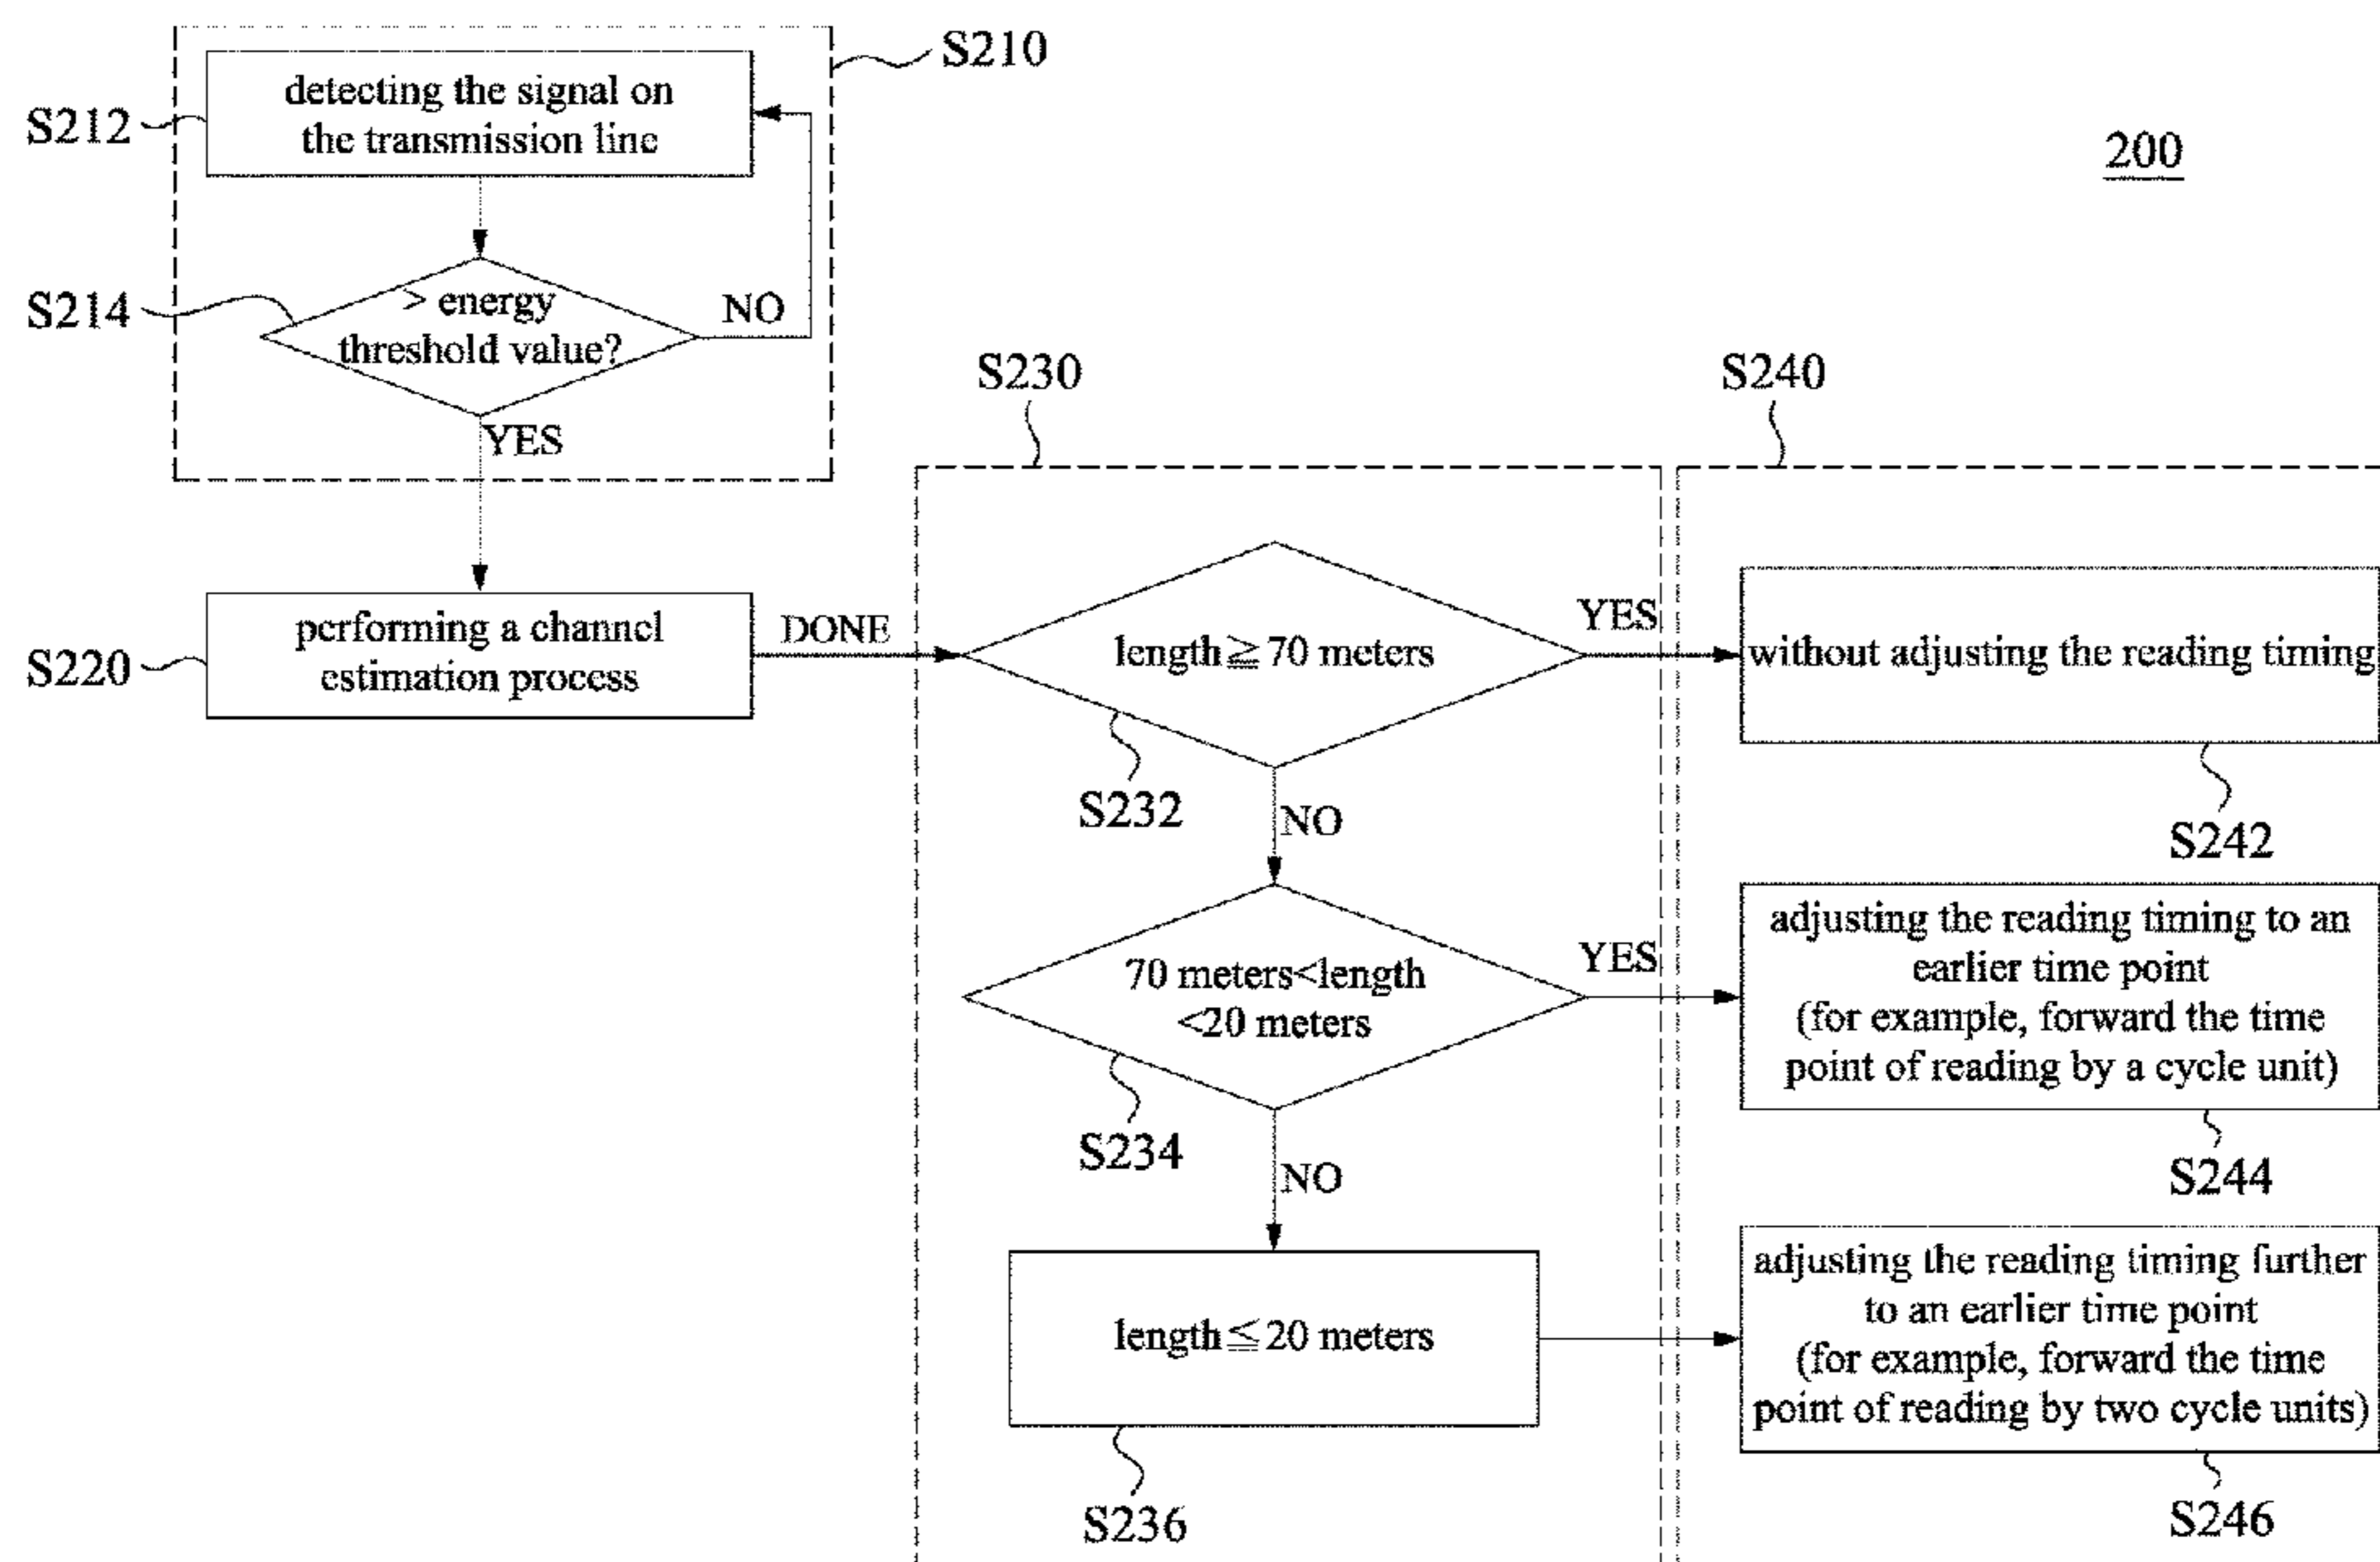 S210
detecting the signal on
the transmission line
S212
200
> energy
threshold value?
S214
NO
YES
S230
S240
performing a channel
estimation process
S220
DONE
length≧70 meters
YES
without adjusting the reading timing
S232
S242
NO
70 meters<length
<20 meters
YES
adjusting the reading timing to an
earlier time point
(for example, forward the time
point of reading by a cycle unit)
S234
S244
NO
length≦20 meters
adjusting the reading timing further
to an earlier time point
(for example, forward the time
point of reading by two cycle units)
S236
S246